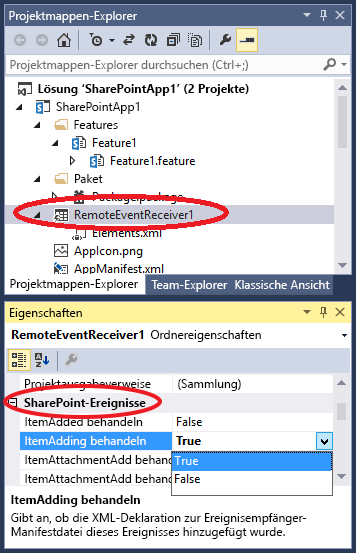 Projektmappen-Explorer
Projektmappen-Explorer durchsuchen (Ctrl+;)
Lösung ‘SharePointApp1’ (2 Projekte)
SharePointApp1
Features
Feature1
Feature1.feature
Paket
Package.package
RemoteEventReceiver1
Elements.xml
AppIcon.png
AppManifest.xml
Projektmappen-Explorer Team-Explorer Klassische Ansicht
Eigenschaften
RemoteEventReceiver1 Ordnereigenschaften
Projektausgabeverweise (Sammlung)
SharePoint-Ereignisse
ItemAdded behandeln False
ItemAdding behandeln True
ItemAttachmentAdd behand True
ItemAttachmentAdd behand False
ItemAdding behandeln
Gibt an, ob die XML-Deklaration zur Ereignisempfänger-
Manifestdatei dieses Ereignisses hinzugefügt wurde.